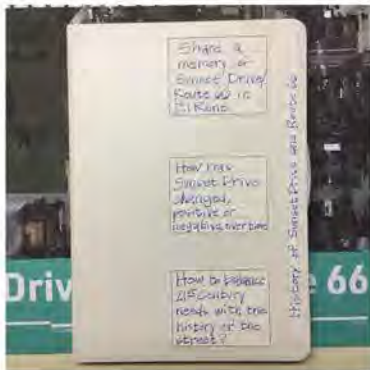 Share a
memory of
Sunset Drive/
Route 66 in
El Reno
How has
Sunset Drive
changed,
positive or
negative, over time
How to balance
21st Century
needs with the
history of the
street?
History of Sunset Drive and Route 66
Driv
e 66